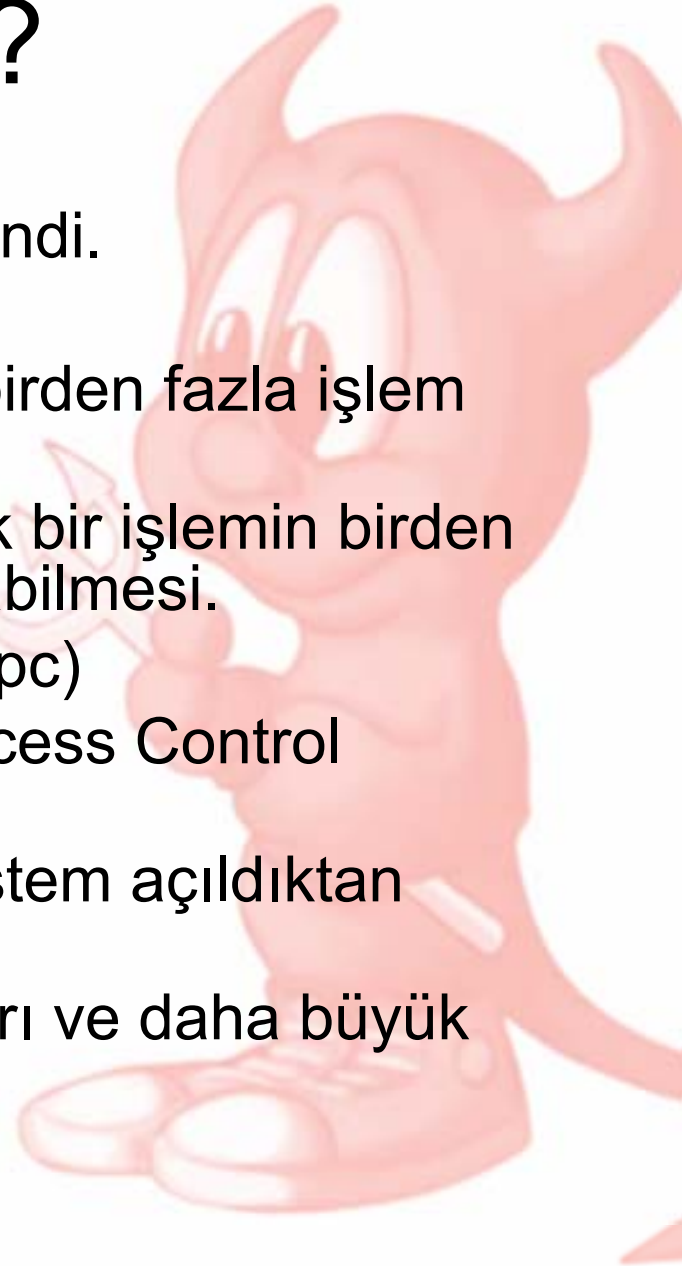 ?
ndi.
birden fazla işlem
k bir işlemin birden
bilmesi.
pc)
cess Control
stem açıldıktan
rı ve daha büyük